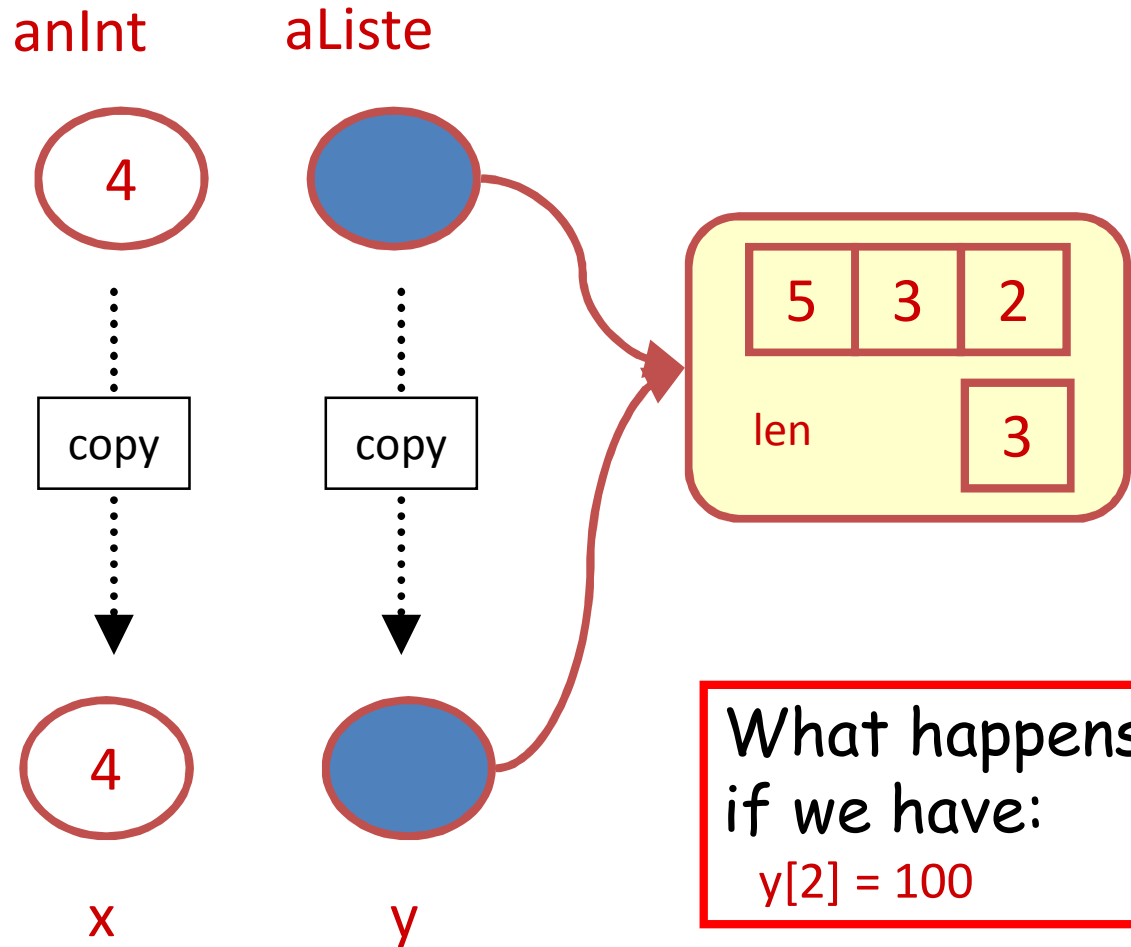 anInt aListe
4
5 3 2
copy copy
len 3
4
What happens
if we have:
y[2] = 100
x y